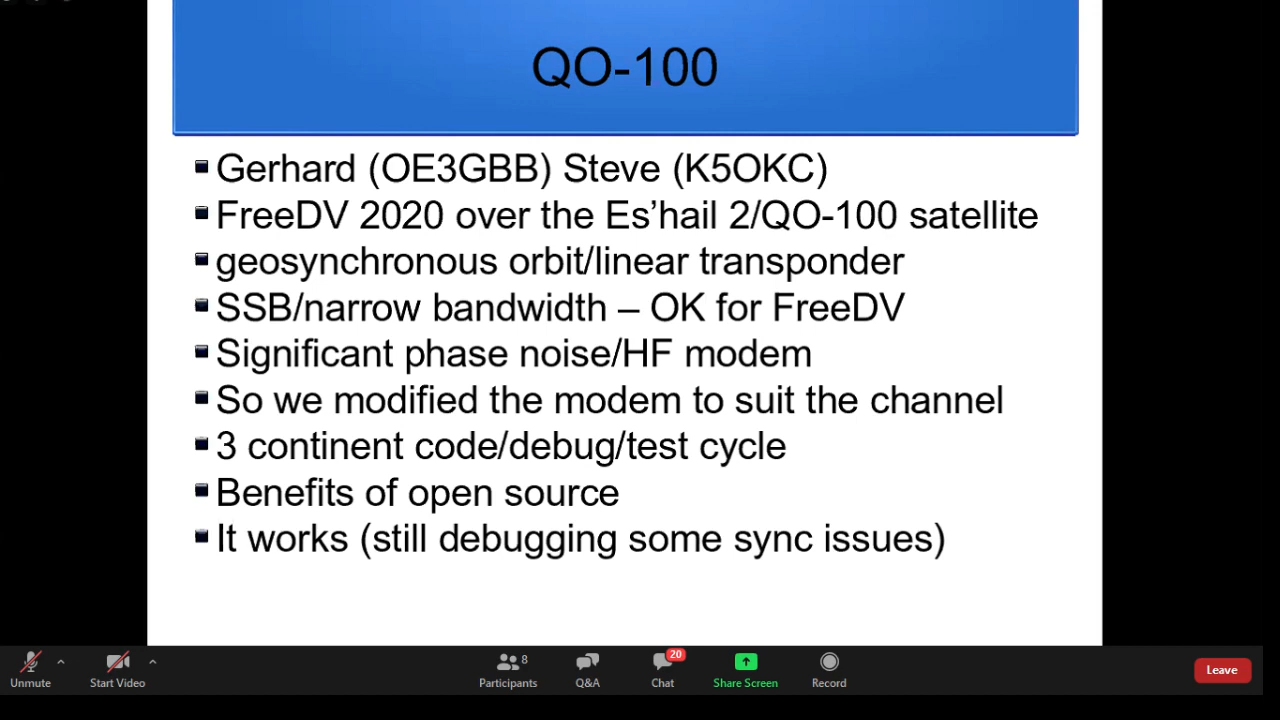 QO-100
Gerhard (OE3GBB) Steve (K5OKC)
FreeDV 2020 over the Es’hail 2/QO-100 satellite
geosynchronous orbit/linear transponder
SSB/narrow bandwidth – OK for FreeDV
Significant phase noise/HF modem
So we modified the modem to suit the channel
3 continent code/debug/test cycle
Benefits of open source
It works (still debugging some sync issues)
8
20
Unmute
Start Video
Participants
Q&A
Chat
Share Screen
Record
Leave